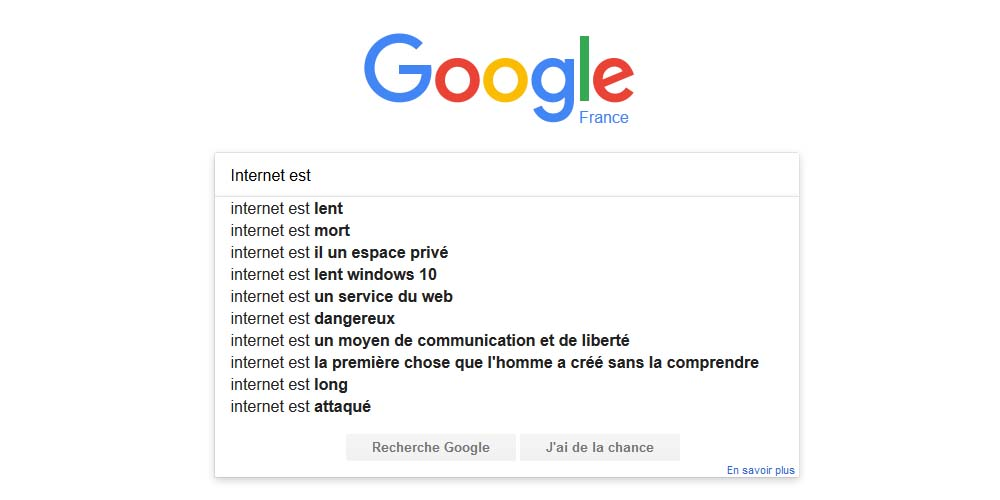 Google
France
Internet est
internet est lent
internet est mort
internet est il un espace privé
internet est lent windows 10
internet est un service du web
internet est dangereux
internet est un moyen de communication et de liberté
internet est la première chose que l'homme a créé sans la comprendre
internet est long
internet est attaqué
Recherche Google J'ai de la chance
En savoir plus